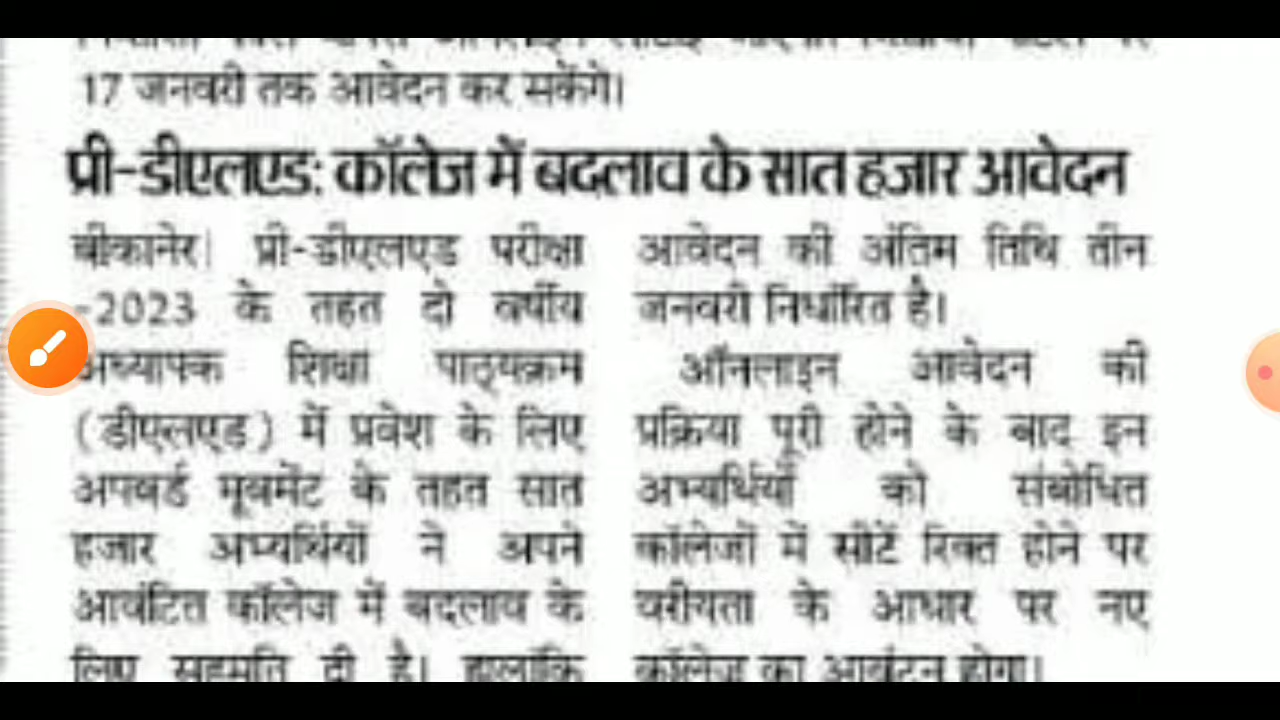 17 जनवरी तक आवेदन कर सकेंगे।
प्री-डीएलएड: कॉलेज में बदलाव के सात हजार आवेदन
बीकानेर। प्री-डीएलएड परीक्षा
-2023 के तहत दो वर्षीय
अध्यापक शिक्षा पाठ्यक्रम
(डीएलएड) में प्रवेश के लिए
अपवर्ड मूवमेंट के तहत सात
हजार अभ्यर्थियों ने अपने
आवंटित कॉलेज में बदलाव के
लिए सहमति दी है। हालांकि
आवेदन की अंतिम तिथि तीन
जनवरी निर्धारित है।
ऑनलाइन आवेदन की
प्रक्रिया पूरी होने के बाद इन
अभ्यर्थियों को संबोधित
कॉलेजों में सीटें रिक्त होने पर
वरीयता के आधार पर नए
कॉलेज का आवंटन होगा।